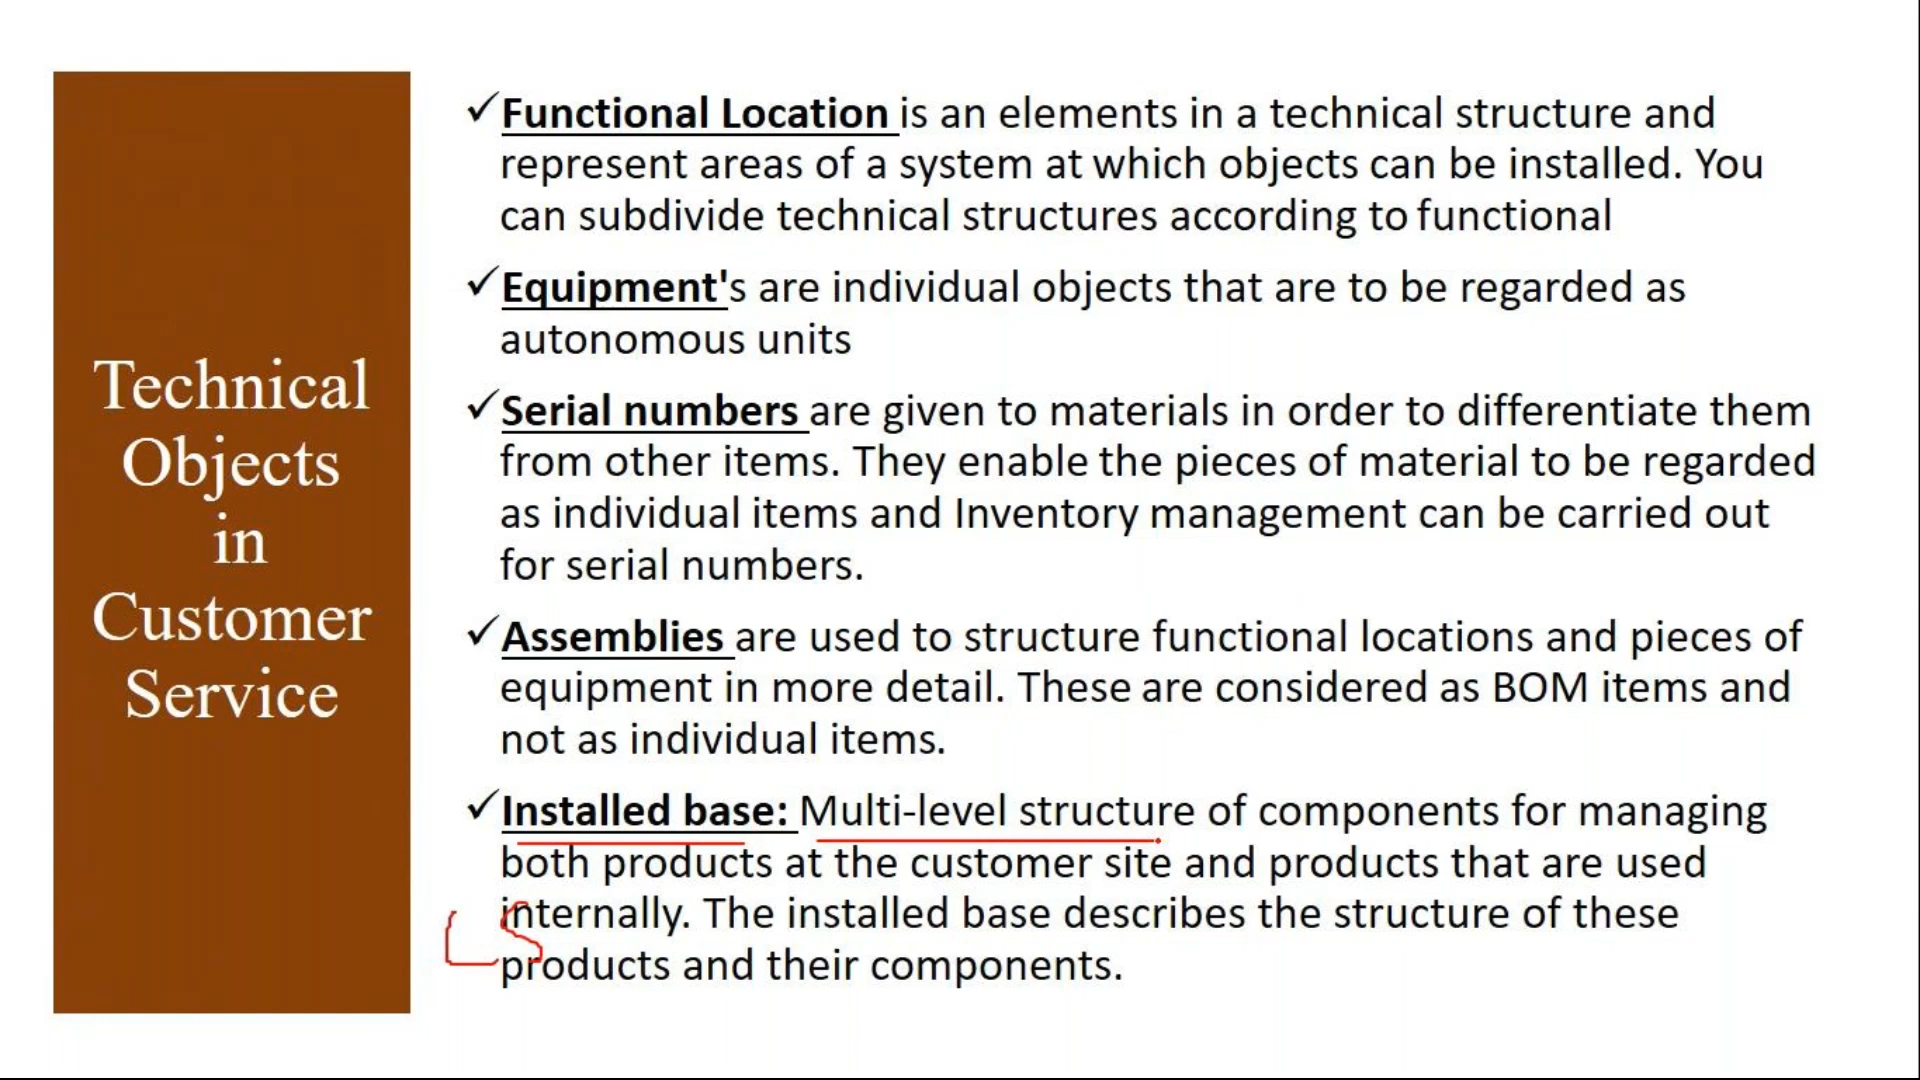 Technical
Objects
in
Customer
Service
✓Functional Location is an elements in a technical structure and
represent areas of a system at which objects can be installed. You
can subdivide technical structures according to functional
✓Equipment's are individual objects that are to be regarded as
autonomous units
✓Serial numbers are given to materials in order to differentiate them
from other items. They enable the pieces of material to be regarded
as individual items and Inventory management can be carried out
for serial numbers.
✓Assemblies are used to structure functional locations and pieces of
equipment in more detail. These are considered as BOM items and
not as individual items.
✓Installed base: Multi-level structure of components for managing
both products at the customer site and products that are used
internally. The installed base describes the structure of these
products and their components.